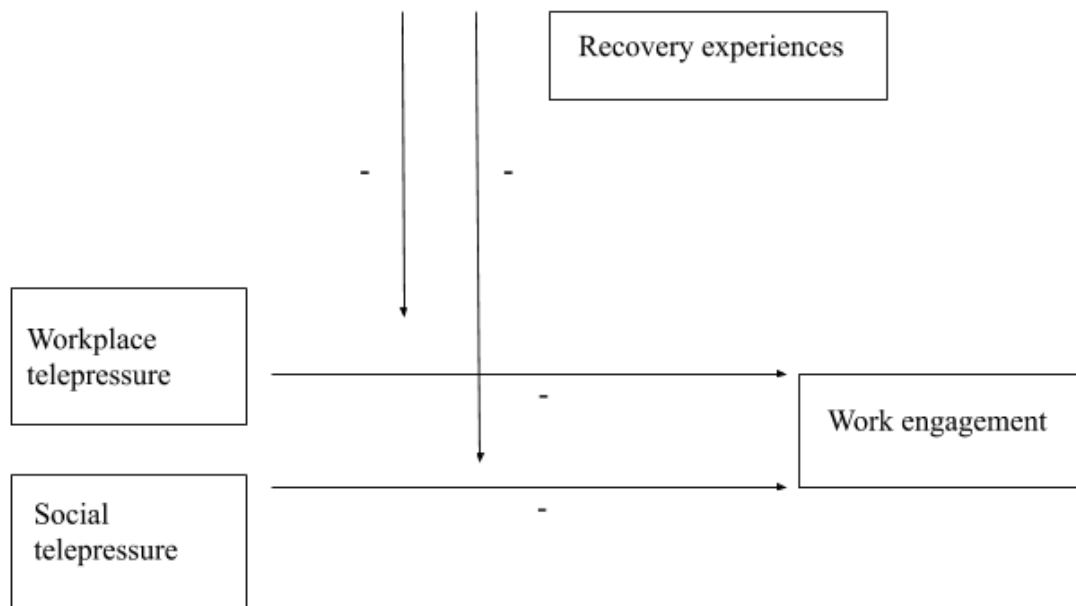 Recovery experiences
-
-
Workplace
telepressure
-
Work engagement
Social
telepressure
-